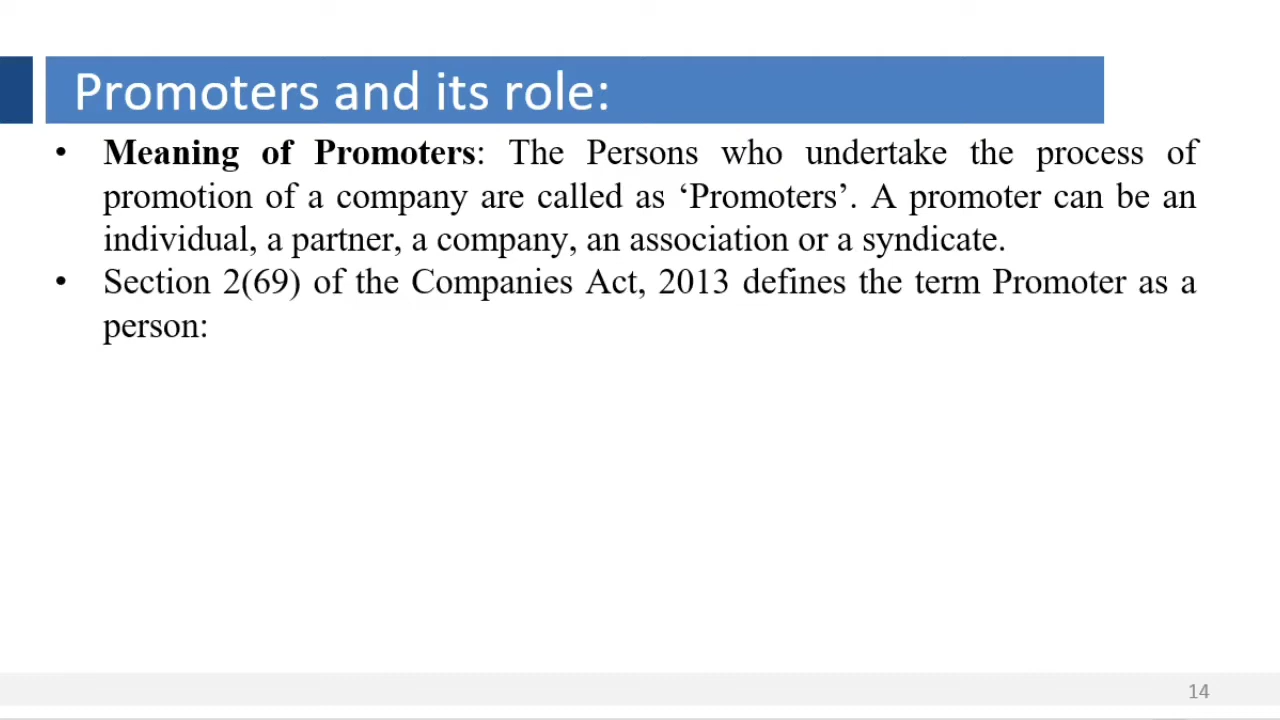 Promoters and its role:
• Meaning of Promoters: The Persons who undertake the process of
promotion of a company are called as ‘Promoters’. A promoter can be an
individual, a partner, a company, an association or a syndicate.
• Section 2(69) of the Companies Act, 2013 defines the term Promoter as a
person:
14